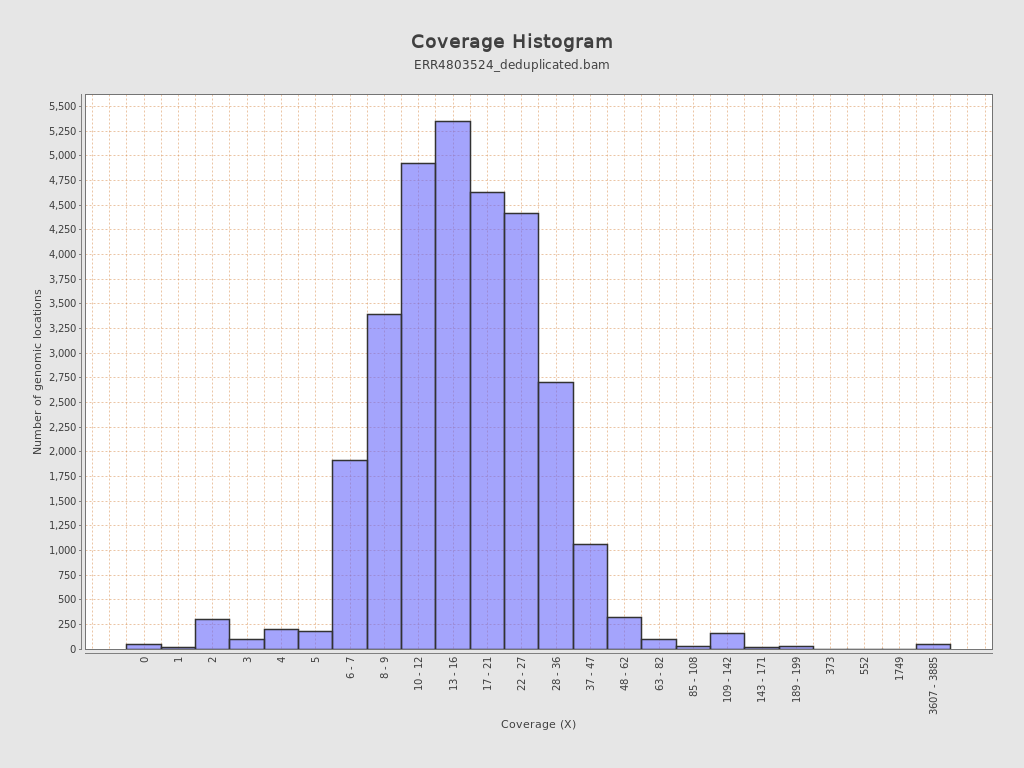 Coverage Histogram
ERR4803524_deduplicated.bam
Number of genomic locations
5,500
5,250
5,000
4,750
4,500
4,250
4,000
3,750
3,500
3,250
3,000
2,750
2,500
2,250
2,000
1,750
1,500
1,250
1,000
750
500
250
0
0
1
2
3
4
5
6 - 7
8 - 9
10 - 12
13 - 16
17 - 21
22 - 27
28 - 36
37 - 47
48 - 62
63 - 82
85 - 108
109 - 142
143 - 171
189 - 199
373
552
1749
3607 - 3885
Coverage (X)